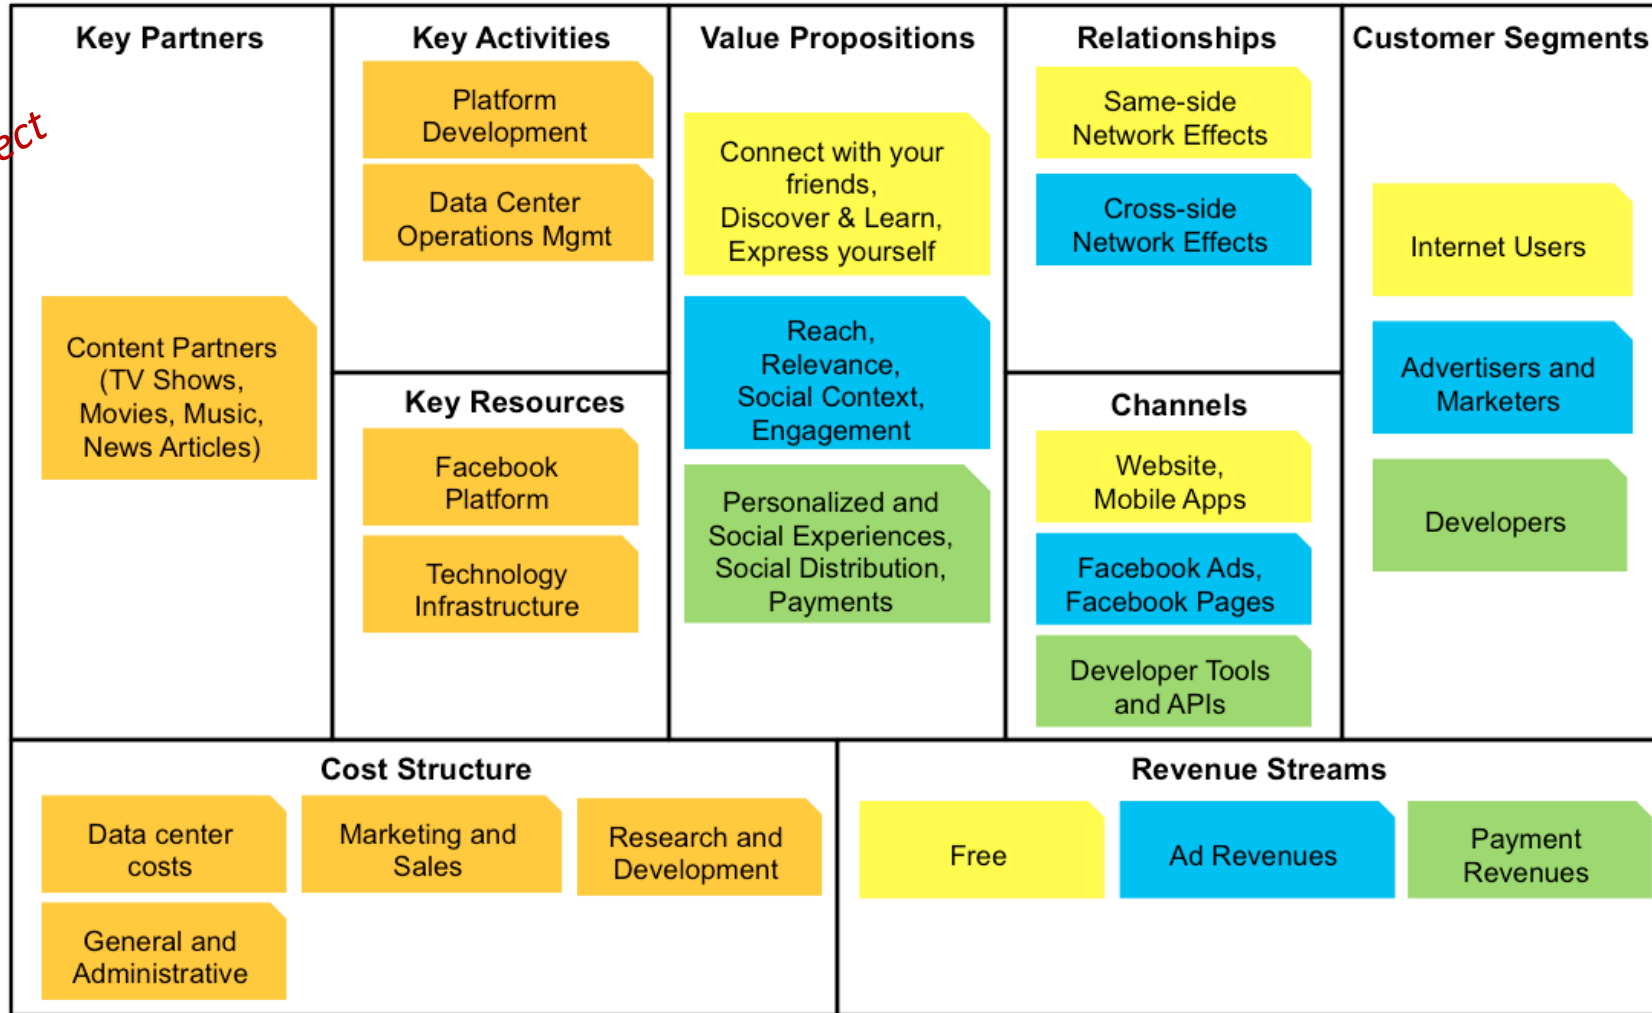 Key Partners
ect
Content Partners
(TV Shows,
Movies, Music,
News Articles)
Key Activities
Platform
Development
Data Center
Operations Mgmt
Key Resources
Facebook
Platform
Technology
Infrastructure
Value Propositions
Connect with your
friends,
Discover & Learn,
Express yourself
Reach,
Relevance,
Social Context,
Engagement
Personalized and
Social Experiences,
Social Distribution,
Payments
Relationships
Same-side
Network Effects
Cross-side
Network Effects
Channels
Website,
Mobile Apps
Facebook Ads,
Facebook Pages
Developer Tools
and APIs
Customer Segments
Internet Users
Advertisers and
Marketers
Developers
Cost Structure
Data center
costs
Marketing and
Sales
Research and
Development
General and
Administrative
Revenue Streams
Free
Ad Revenues
Payment
Revenues